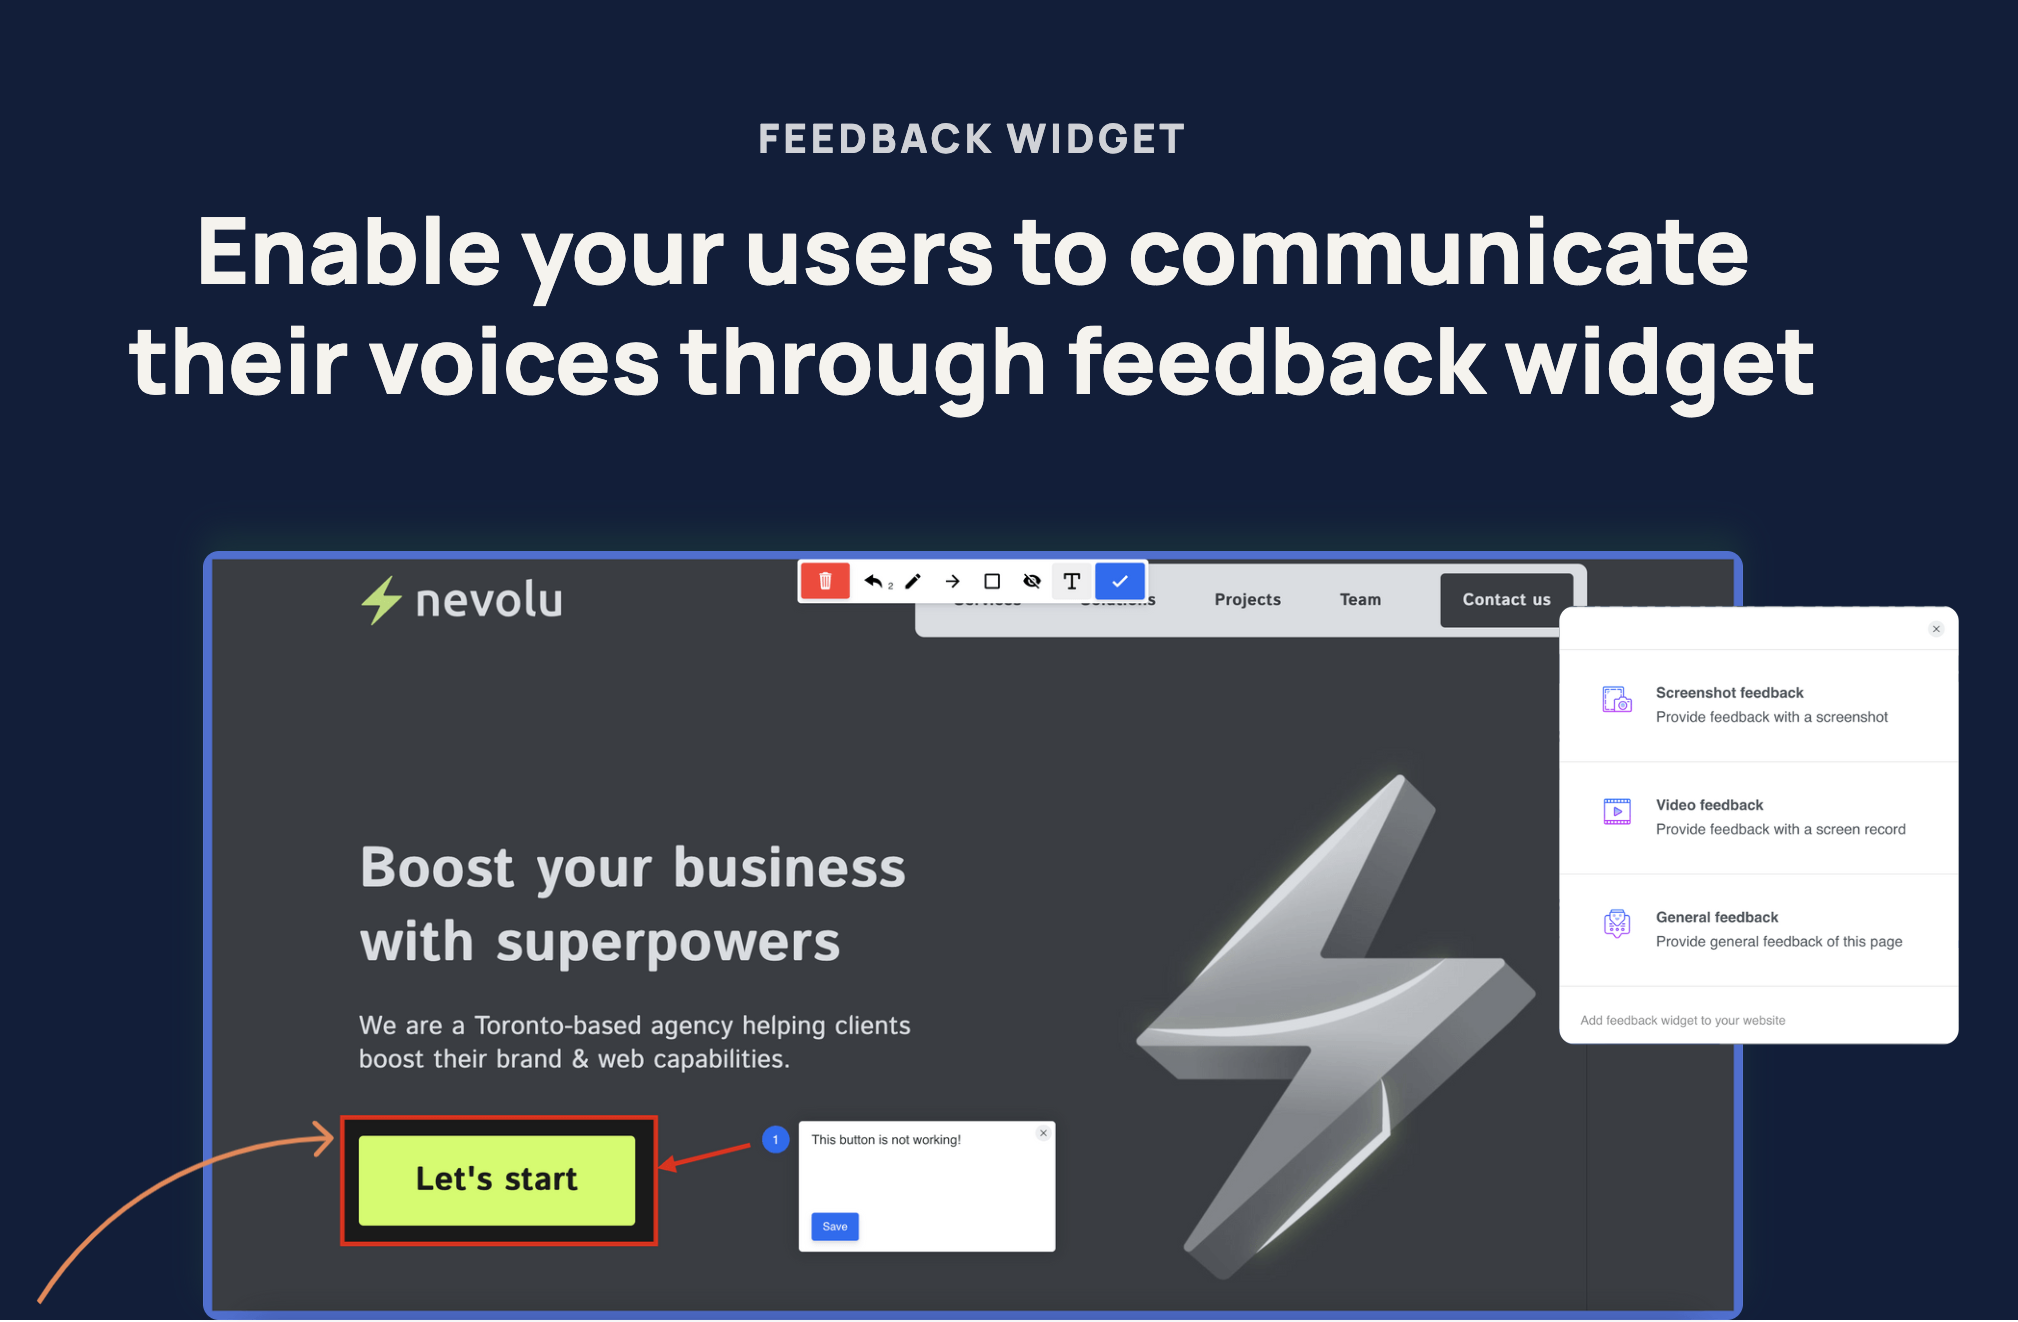 FEEDBACK WIDGET
Enable your users to communicate
their voices through feedback widget
nevolu
2
T
Services Solutions Projects Team Contact us
Screenshot feedback
Provide feedback with a screenshot
Video feedback
Provide feedback with a screen record
General feedback
Provide general feedback of this page
Add feedback widget to your website
Boost your business
with superpowers
We are a Toronto-based agency helping clients
boost their brand & web capabilities.
Let's start
1
This button is not working!
Save